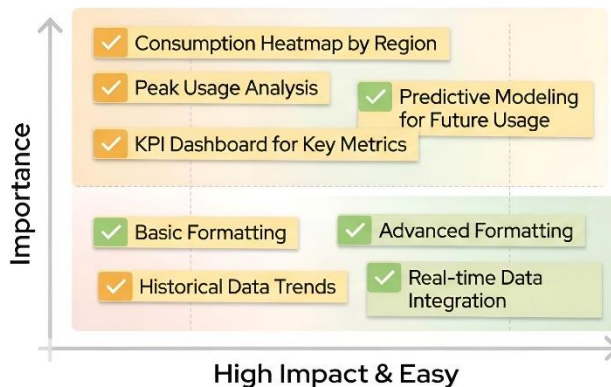 Importance
Consumption Heatmap by Region
Peak Usage Analysis
Predictive Modeling
for Future Usage
KPI Dashboard for Key Metrics
Basic Formatting
Advanced Formatting
Historical Data Trends
Real-time Data
Integration
High Impact & Easy